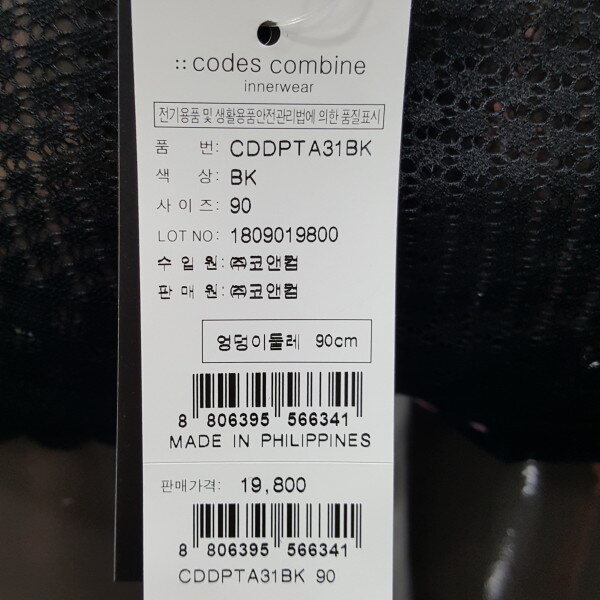 :: codes combine
innerwear
전기용품 및 생활용품안전관리법에 의한 품질표시
품 번: CDDPTA31BK
색 상: BK
사이즈: 90
LOT NO: 1809019800
수입원: ㈜코앤컴
판매원: ㈜코앤컴
엉덩이둘레 90cm
8 806395 566341
MADE IN PHILIPPINES
판매가격: 19,800
8 806395 566341
CDDPTA31BK 90